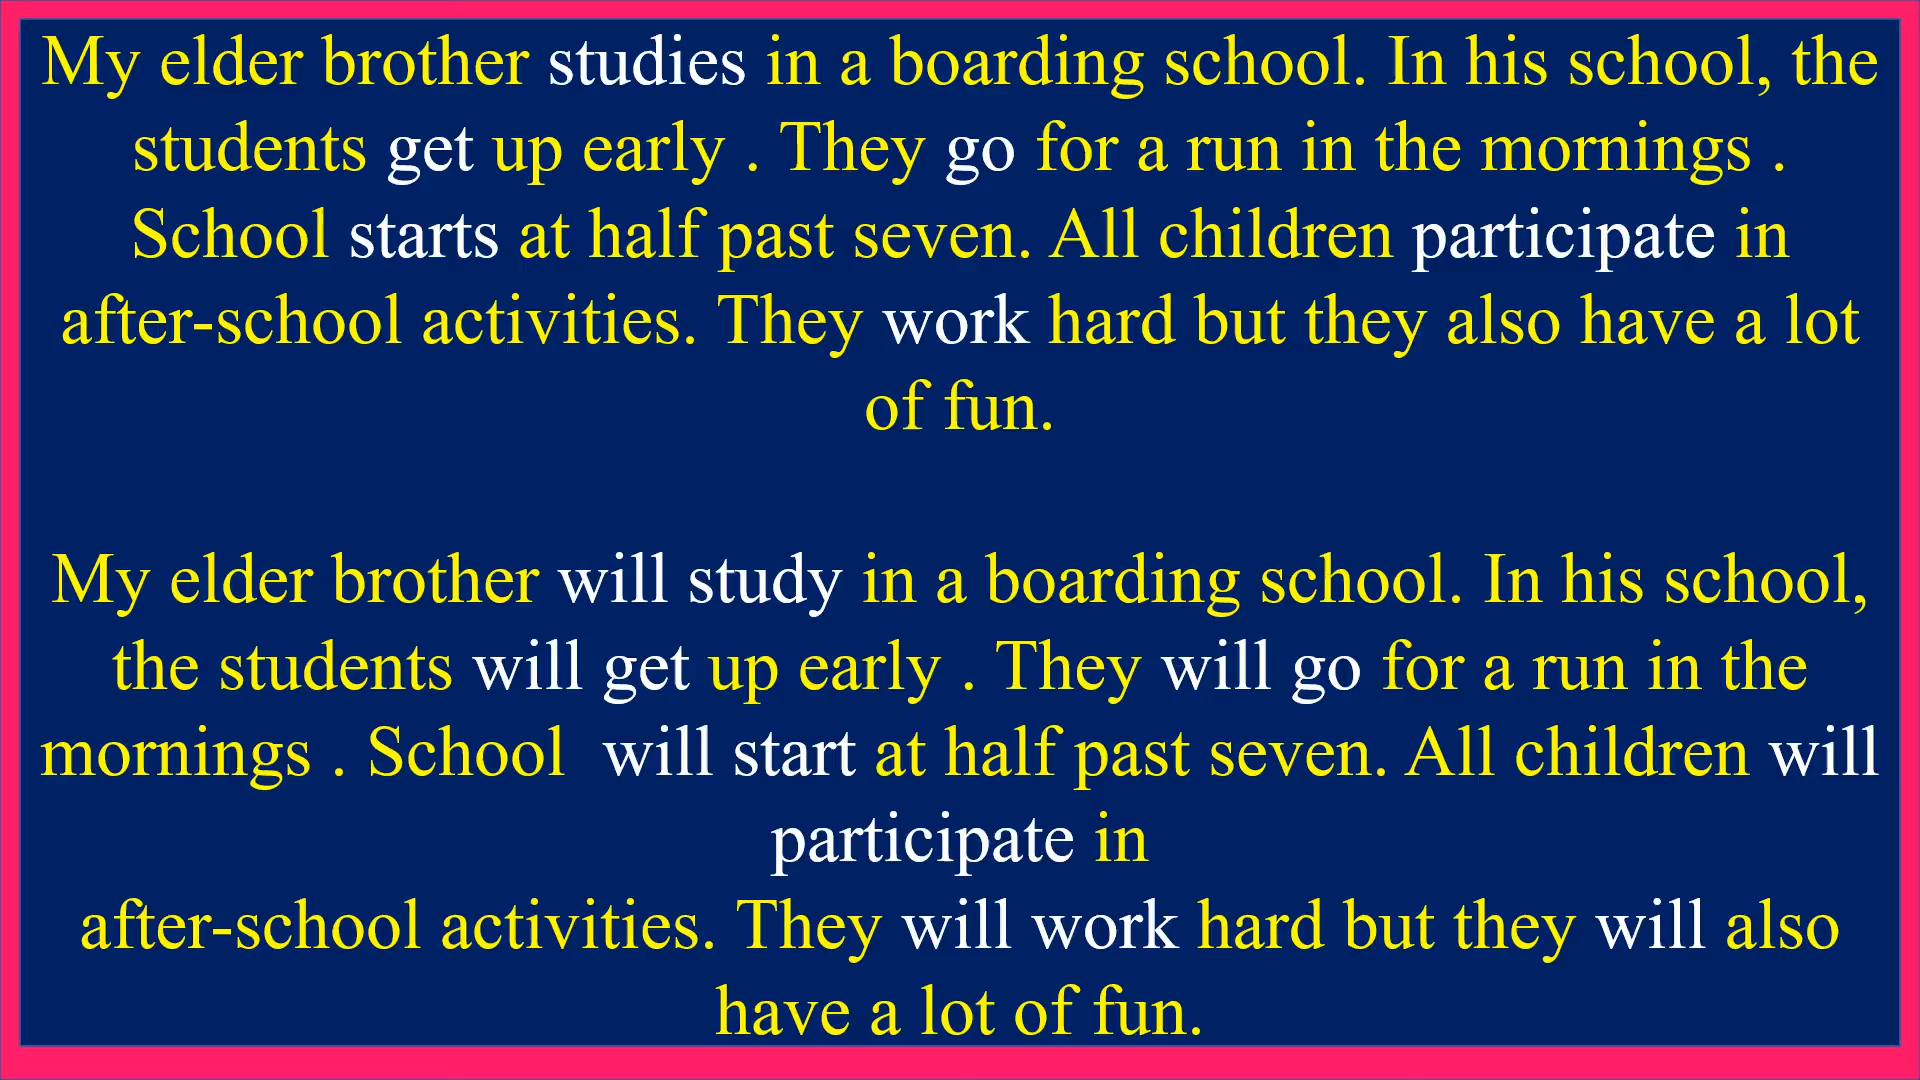 My elder brother studies in a boarding school. In his school, the
students get up early . They go for a run in the mornings .
School starts at half past seven. All children participate in
after-school activities. They work hard but they also have a lot
of fun.
My elder brother will study in a boarding school. In his school,
the students will get up early . They will go for a run in the
mornings . School  will start at half past seven. All children will
participate in
after-school activities. They will work hard but they will also
have a lot of fun.